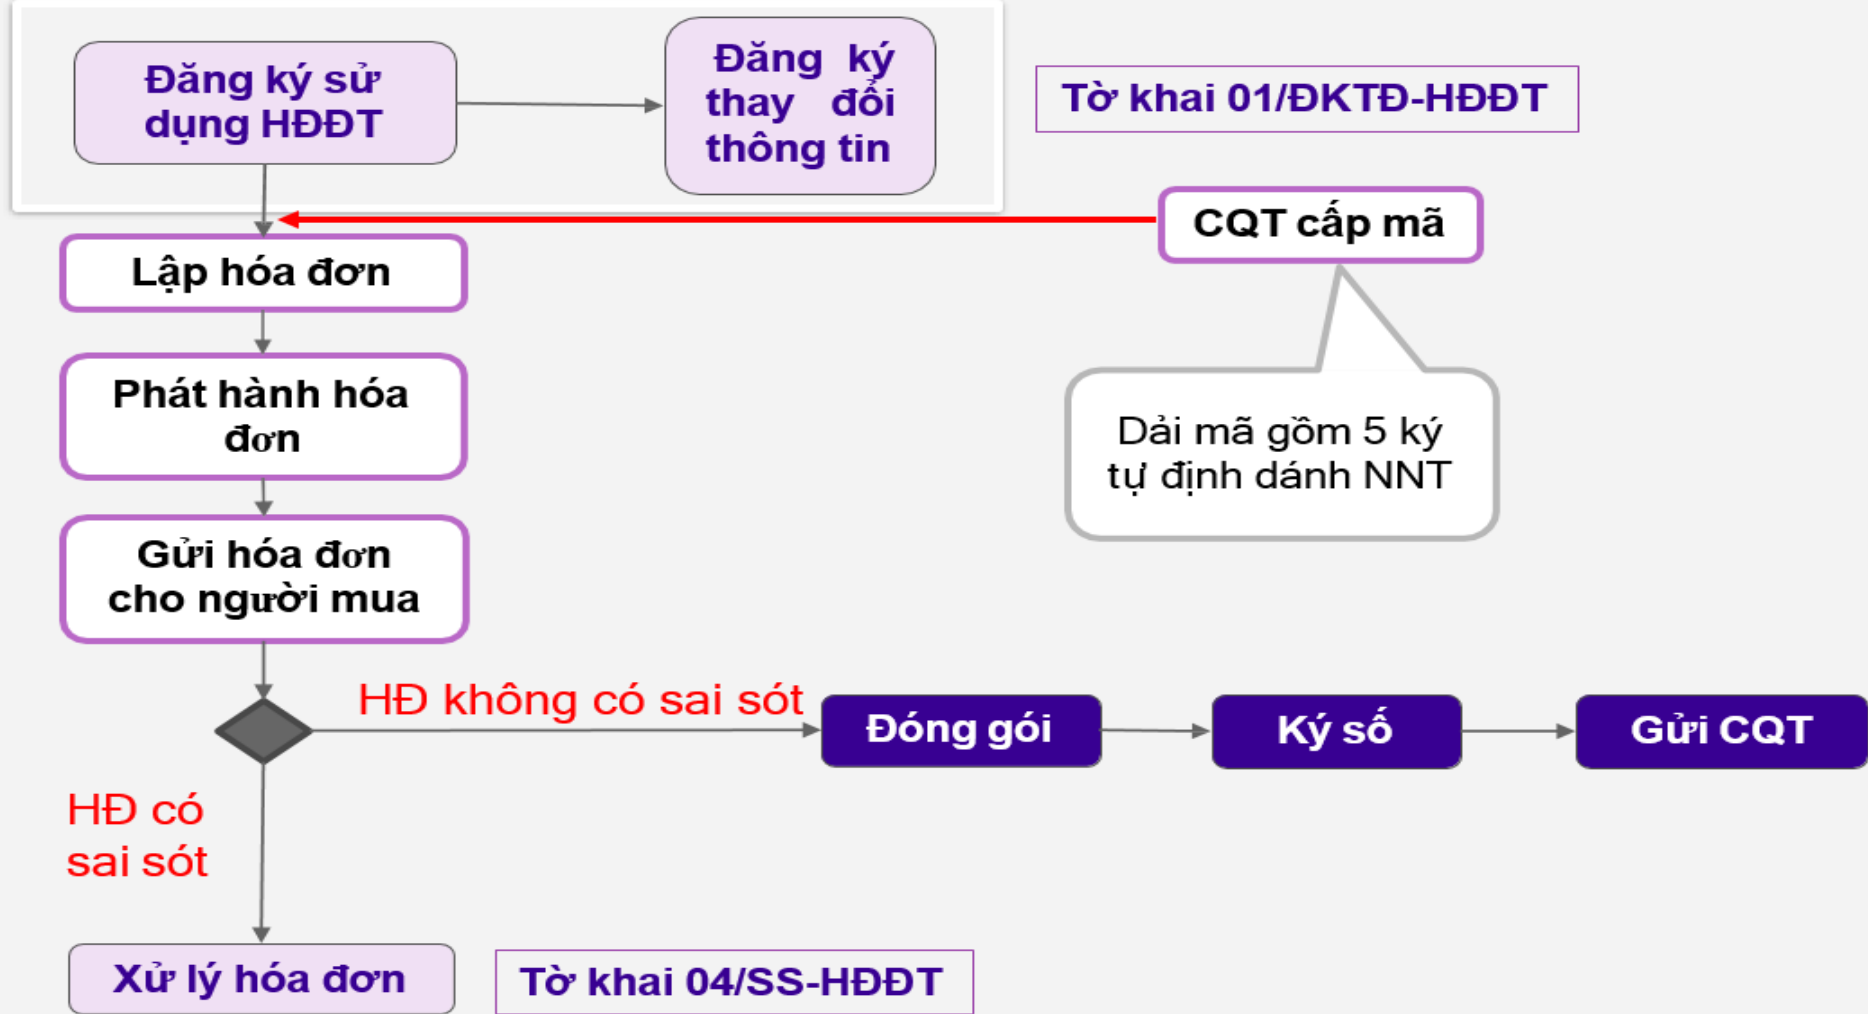 Đăng ký sử
dụng HĐĐT
Đăng ký
thay đổi
thông tin
Tờ khai 01/ĐKTĐ-HĐĐT
CQT cấp mã
Lập hóa đơn
Phát hành hóa
đơn
Dải mã gồm 5 ký
tự định dánh NNT
Gửi hóa đơn
cho người mua
HĐ không có sai sót
Đóng gói
Ký số
Gửi CQT
HĐ có
sai sót
Xử lý hóa đơn
Tờ khai 04/SS-HĐĐT